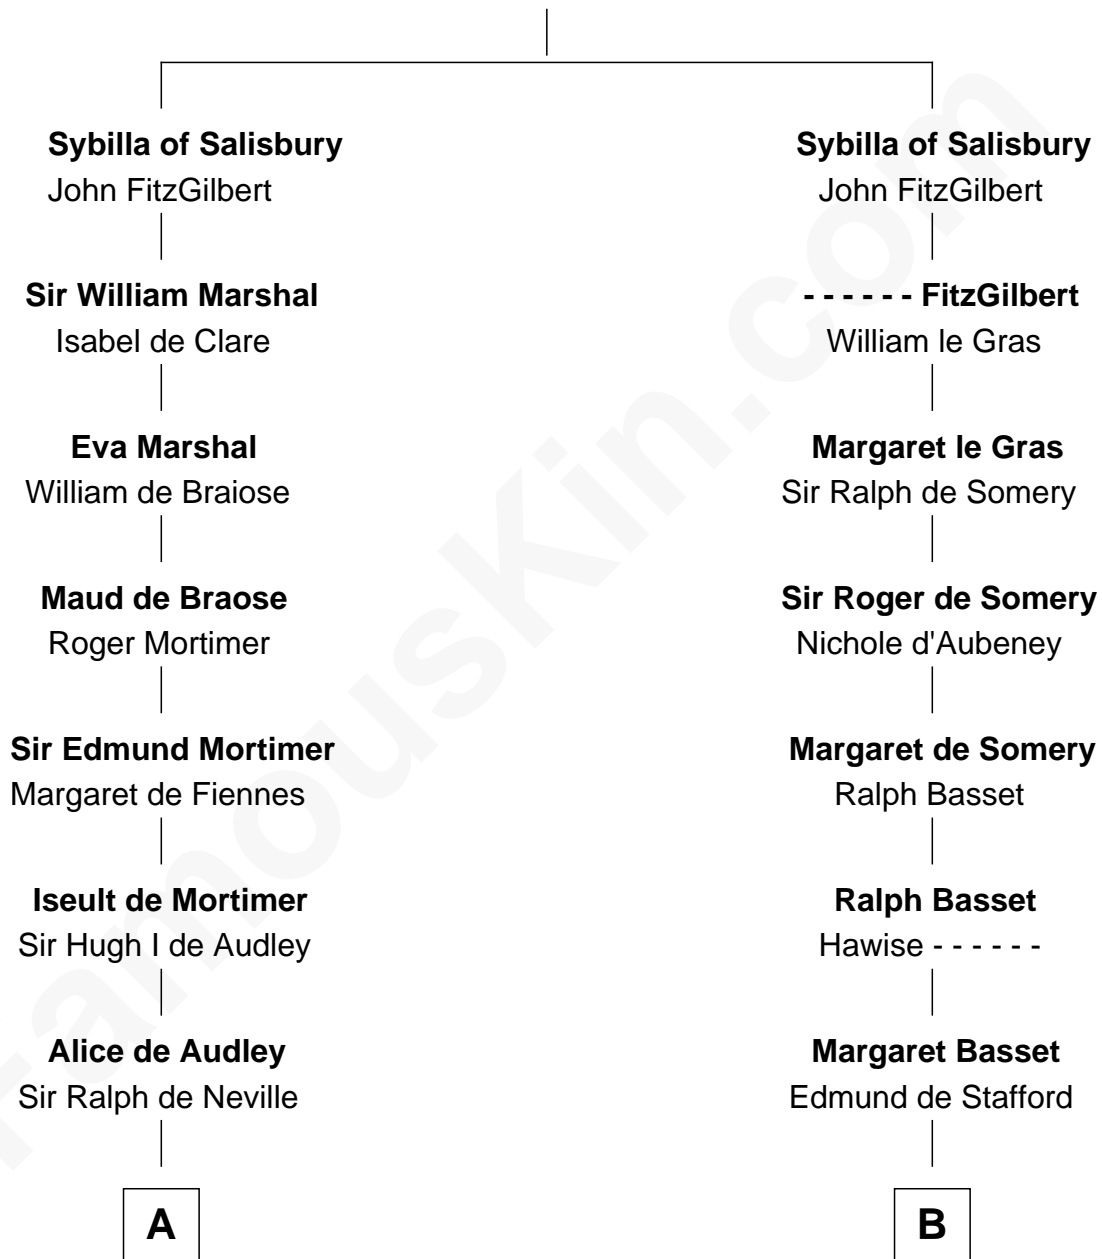 Sybilla of Salisbury
John FitzGilbert
Sir William Marshal
Isabel de Clare
Eva Marshal
William de Braiose
Maud de Braose
Roger Mortimer
Sir Edmund Mortimer
Margaret de Fiennes
Iseult de Mortimer
Sir Hugh I de Audley
Alice de Audley
Sir Ralph de Neville
A
Sybilla of Salisbury
John FitzGilbert
- - - - - - FitzGilbert
William le Gras
Margaret le Gras
Sir Ralph de Somery
Sir Roger de Somery
Nichole d'Aubeney
Margaret de Somery
Ralph Basset
Ralph Basset
Hawise - - - - - -
Margaret Basset
Edmund de Stafford
B
FamousKin.com